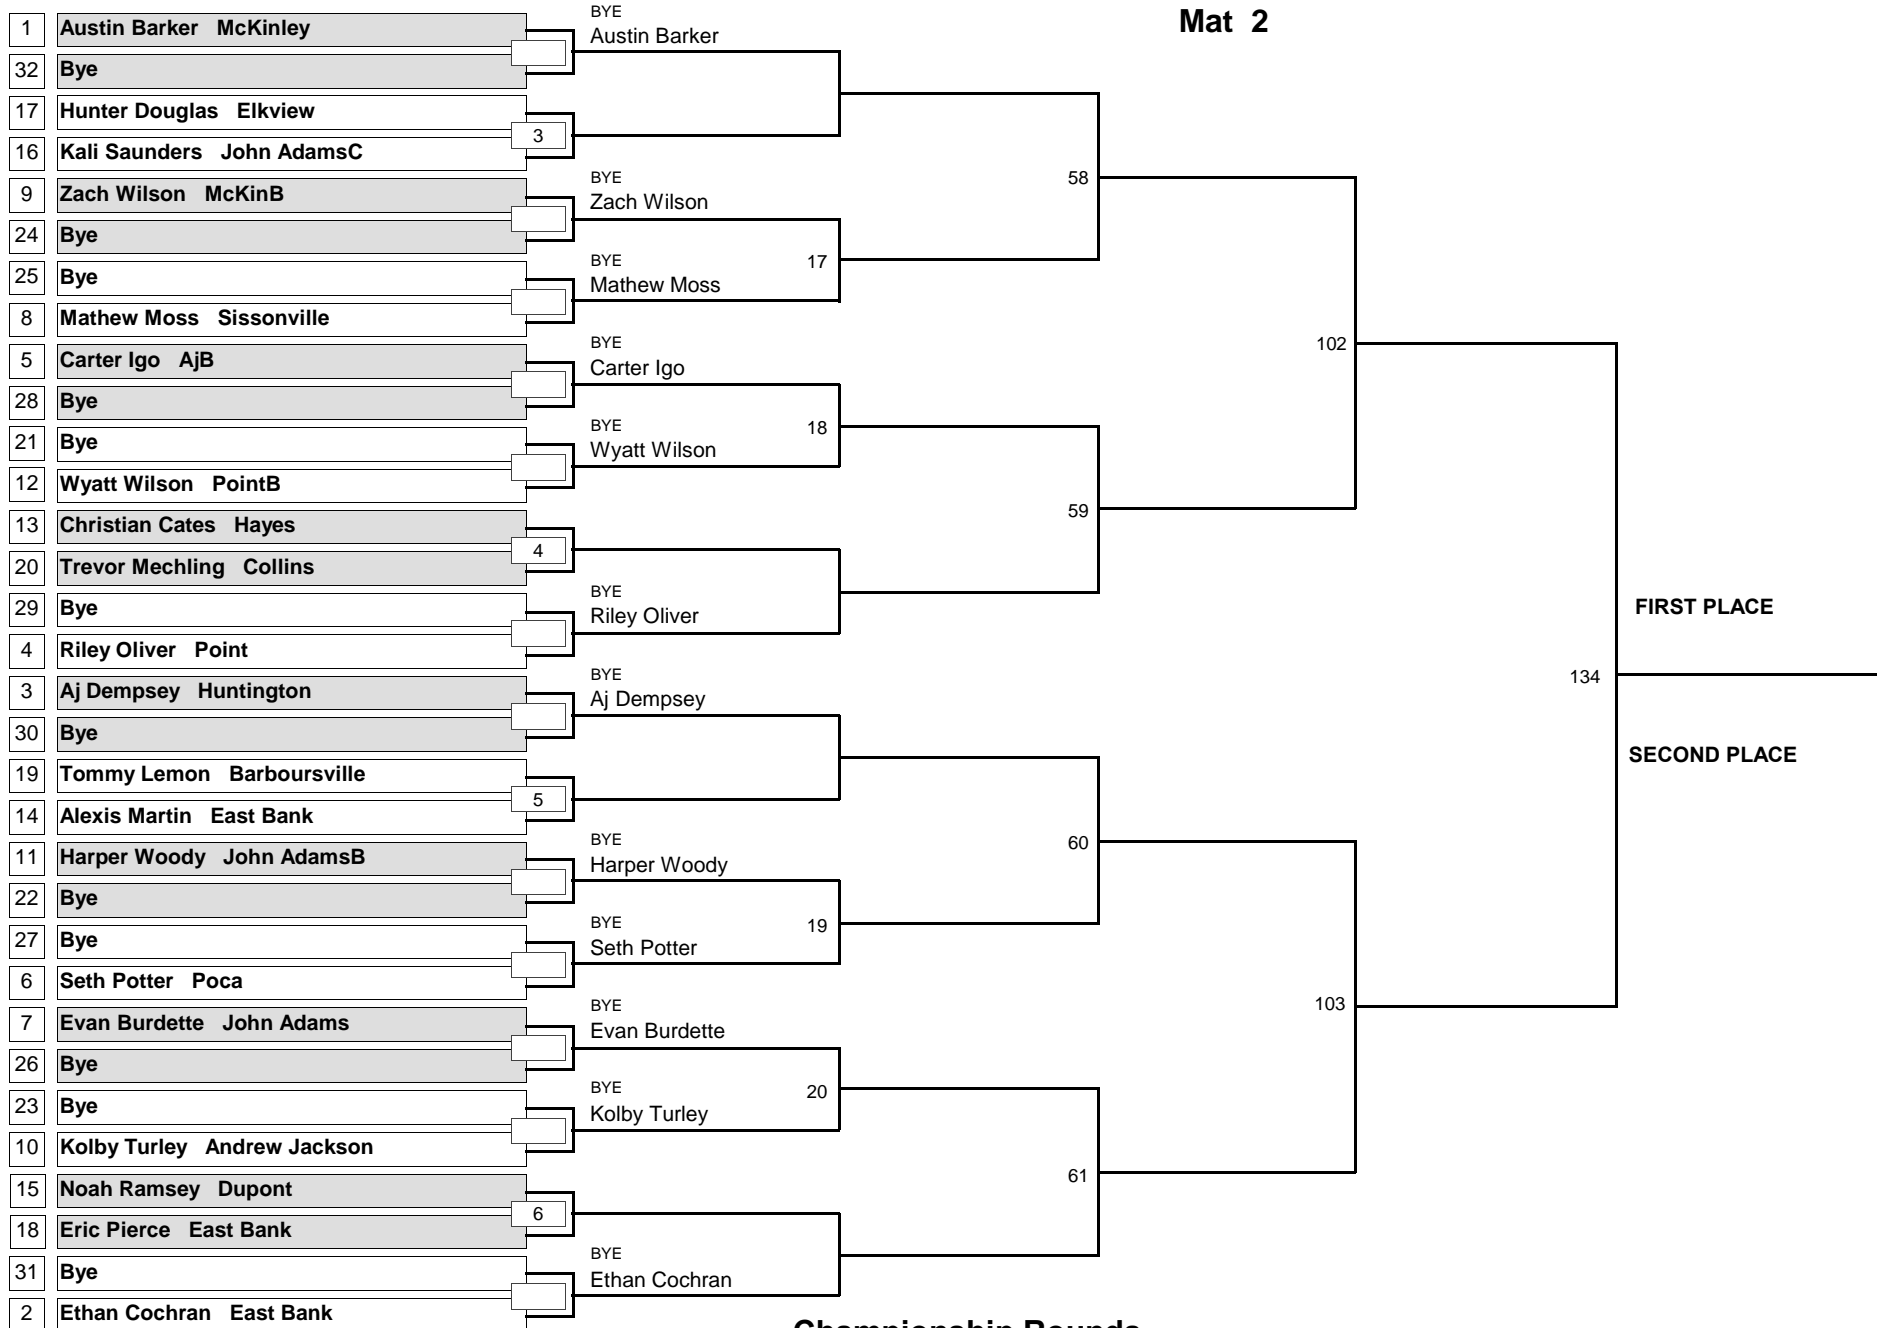 Mat 2
1 Austin Barker McKinley
32 Bye
17 Hunter Douglas Elkview
16 Kali Saunders John AdamsC
9 Zach Wilson McKinB
24 Bye
25 Bye
8 Mathew Moss Sissonville
5 Carter Igo AjB
28 Bye
21 Bye
12 Wyatt Wilson PointB
13 Christian Cates Hayes
20 Trevor Mechling Collins
29 Bye
4 Riley Oliver Point
3 Aj Dempsey Huntington
30 Bye
19 Tommy Lemon Barboursville
14 Alexis Martin East Bank
11 Harper Woody John AdamsB
22 Bye
27 Bye
6 Seth Potter Poca
7 Evan Burdette John Adams
26 Bye
23 Bye
10 Kolby Turley Andrew Jackson
15 Noah Ramsey Dupont
18 Eric Pierce East Bank
31 Bye
2 Ethan Cochran East Bank
3
4
5
6
BYE
Austin Barker
BYE
Zach Wilson
BYE
Mathew Moss
BYE
Carter Igo
BYE
Wyatt Wilson
BYE
Riley Oliver
BYE
Aj Dempsey
BYE
Harper Woody
BYE
Seth Potter
BYE
Evan Burdette
BYE
Kolby Turley
BYE
Ethan Cochran
17
18
19
20
58
59
60
61
102
103
134
FIRST PLACE
SECOND PLACE
Championship Rounds